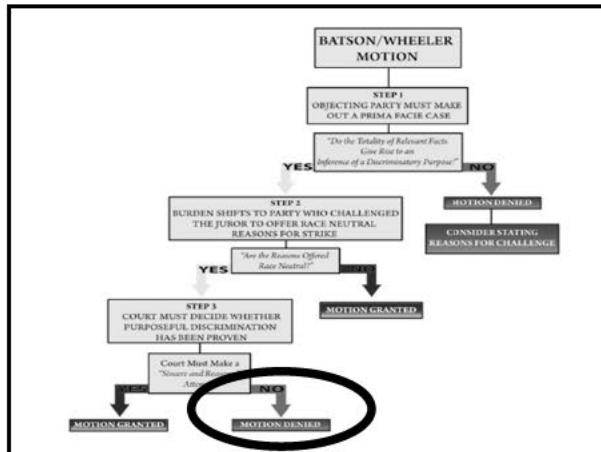 BATSON/WHEELER
MOTION
STEP 1
OBJECTING PARTY MUST MAKE
OUT A PRIMA FACIE CASE
"Do the Totality of Relevant Facts
Give Rise to an
Inference of a Discriminatory Purpose?"
YES
NO
STEP 2
BURDEN SHIFTS TO PARTY WHO CHALLENGED
THE JUROR TO OFFER RACE NEUTRAL
REASONS FOR STRIKE
MOTION DENIED
CONSIDER STATING
REASONS FOR CHALLENGE
"Are the Reasons Offered
Race Neutral?"
YES
NO
STEP 3
COURT MUST DECIDE WHETHER
PURPOSEFUL DISCRIMINATION
HAS BEEN PROVEN
MOTION GRANTED
Court Must Make a
"Sincere and
YES
NO
MOTION GRANTED
MOTION DENIED